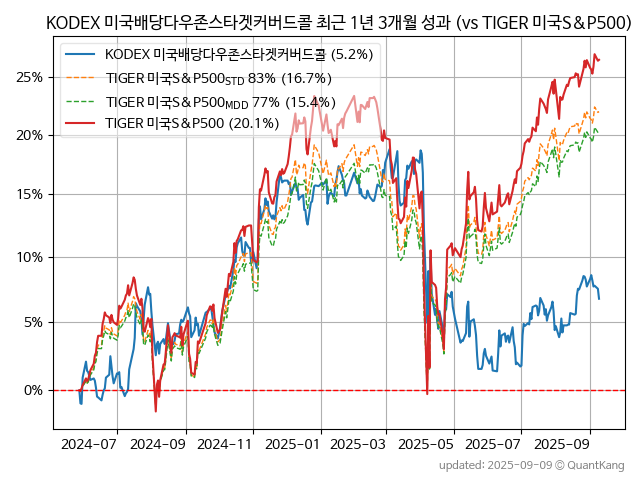 KODEX 미국배당다우존스타겟커버드콜 최근 1년 3개월 성과 (vs TIGER 미국S&P500)
KODEX 미국배당다우존스타겟커버드콜 (5.2%)
TIGER 미국S&P500STD 83% (16.7%)
TIGER 미국S&P500MDD 77% (15.4%)
TIGER 미국S&P500 (20.1%)
25%
20%
15%
10%
5%
0%
2024-07 2024-09 2024-11 2025-01 2025-03 2025-05 2025-07 2025-09
updated: 2025-09-09 © QuantKang